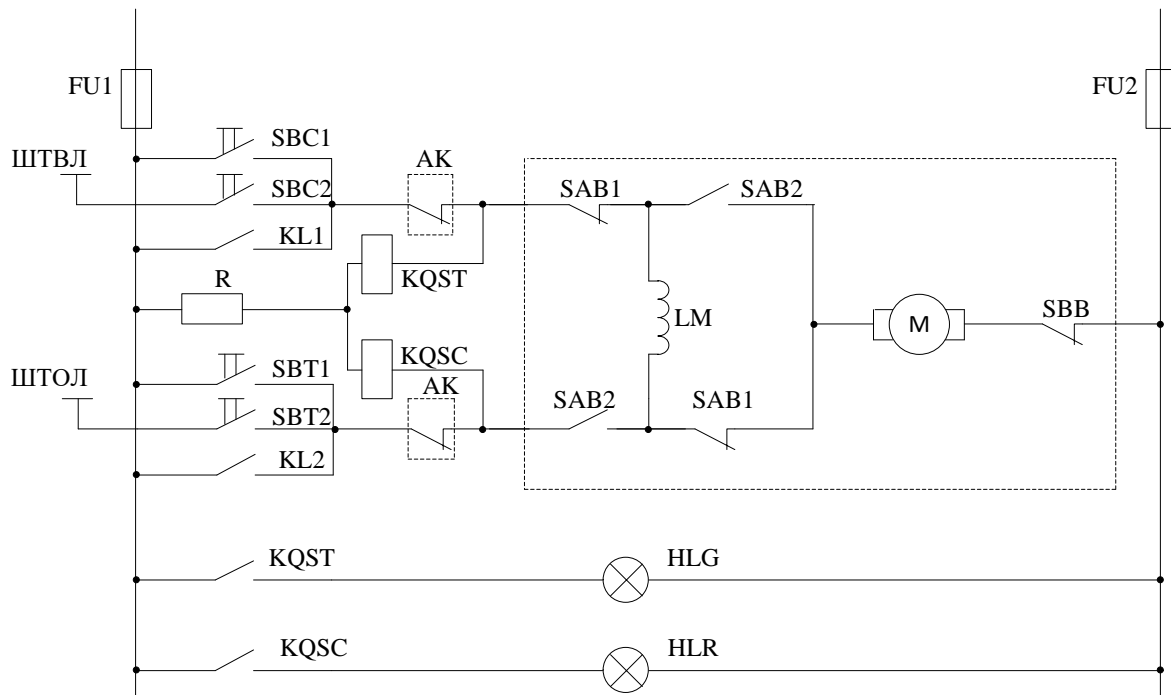 FU1
FU2
SBC1
ШТВЛ
AK
SBC2
SAB1
SAB2
KL1
R
KQST
LM
SBB
M
KQSC
ШТОЛ
SBT1
AK
SBT2
SAB2
SAB1
KL2
KQST
HLG
KQSC
HLR